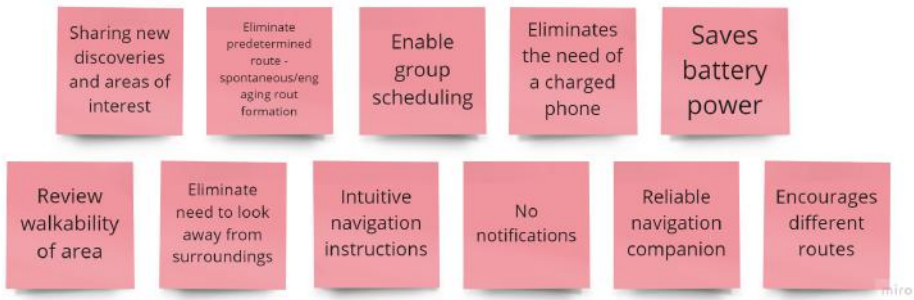 Sharing new
discoveries
and areas of
interest
Eliminate
predetermined
route -
spontaneous/eng
aging rout
formation
Enable
group
scheduling
Eliminates
the need of
a charged
phone
Saves
battery
power
Review
walkability
of area
Eliminate
need to look
away from
surroundings
Intuitive
navigation
instructions
No
notifications
Reliable
navigation
companion
Encourages
different
routes
miro